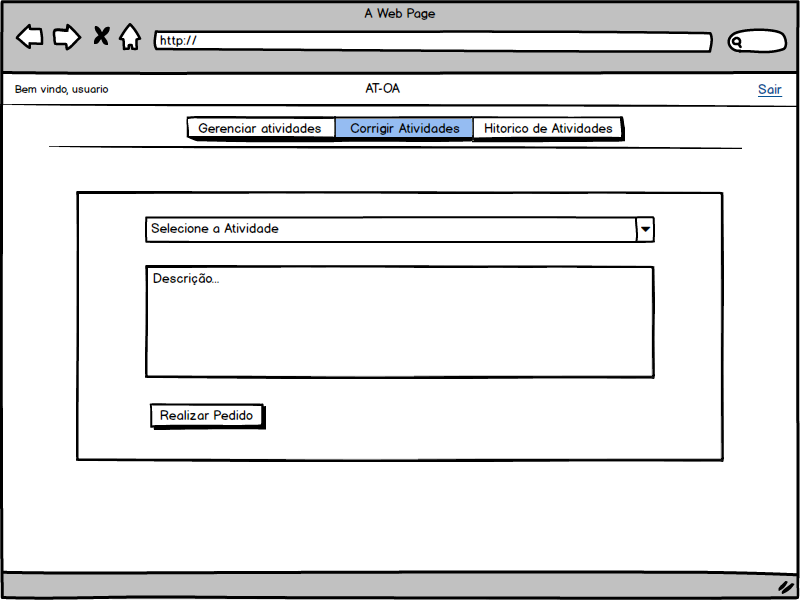 A Web Page
http://
Bem vindo, usuario
AT-OA
Sair
Gerenciar atividades
Corrigir Atividades
Hitorico de Atividades
Selecione a Atividade
Descrição...
Realizar Pedido